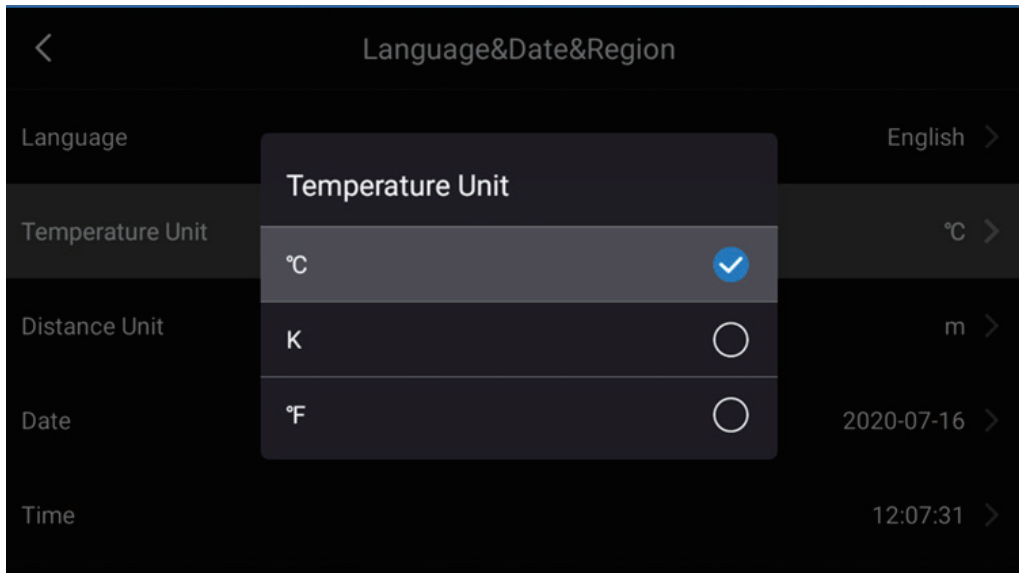 Language&Date&Region
Language
English
Temperature Unit
℃
Distance Unit
m
Date
2020-07-16
Time
12:07:31
Temperature Unit
℃
K
℉